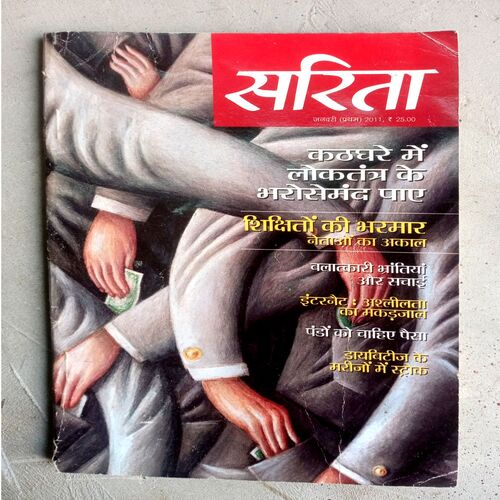 सरिता
जनवरी (प्रथम) 2011, ₹ 25.00
कठघरे में
लोकतंत्र के
भरोसेमंद पाए
शिक्षितों की भरमार
नेताओं का अकाल
बलात्कारी भ्रांतियां
और सचाई
इंटरनेट : अश्लीलता
का मकड़जाल
पंडों को चाहिए पैसा
डायबिटीज के
मरीजों में स्ट्रोक